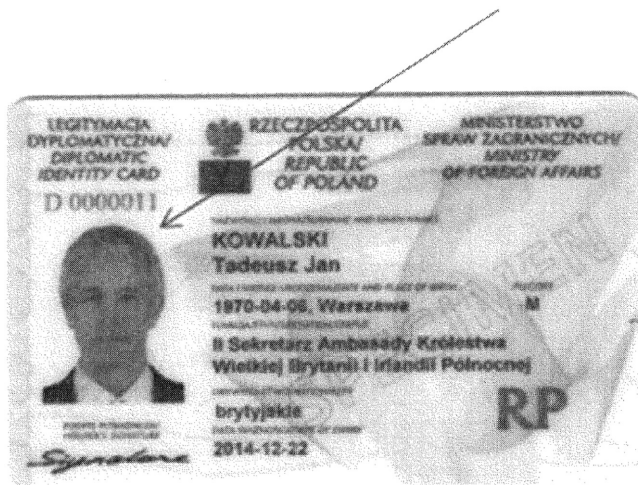 LEGITYMACJA
DYPLOMATYCZNA/
DIPLOMATIC
IDENTITY CARD
D 0000011
RZECZPOSPOLITA
POLSKA/
REPUBLIC
OF POLAND
MINISTERSTWO
SPRAW ZAGRANICZNYCH/
MINISTRY
OF FOREIGN AFFAIRS
KOWALSKI
Tadeusz Jan
1970-04-06, Warszawa
M
II Sekretarz Ambasady Królestwa
Wielkiej Brytanii i Irlandii Północnej
brytyjskie
2014-12-22
RP